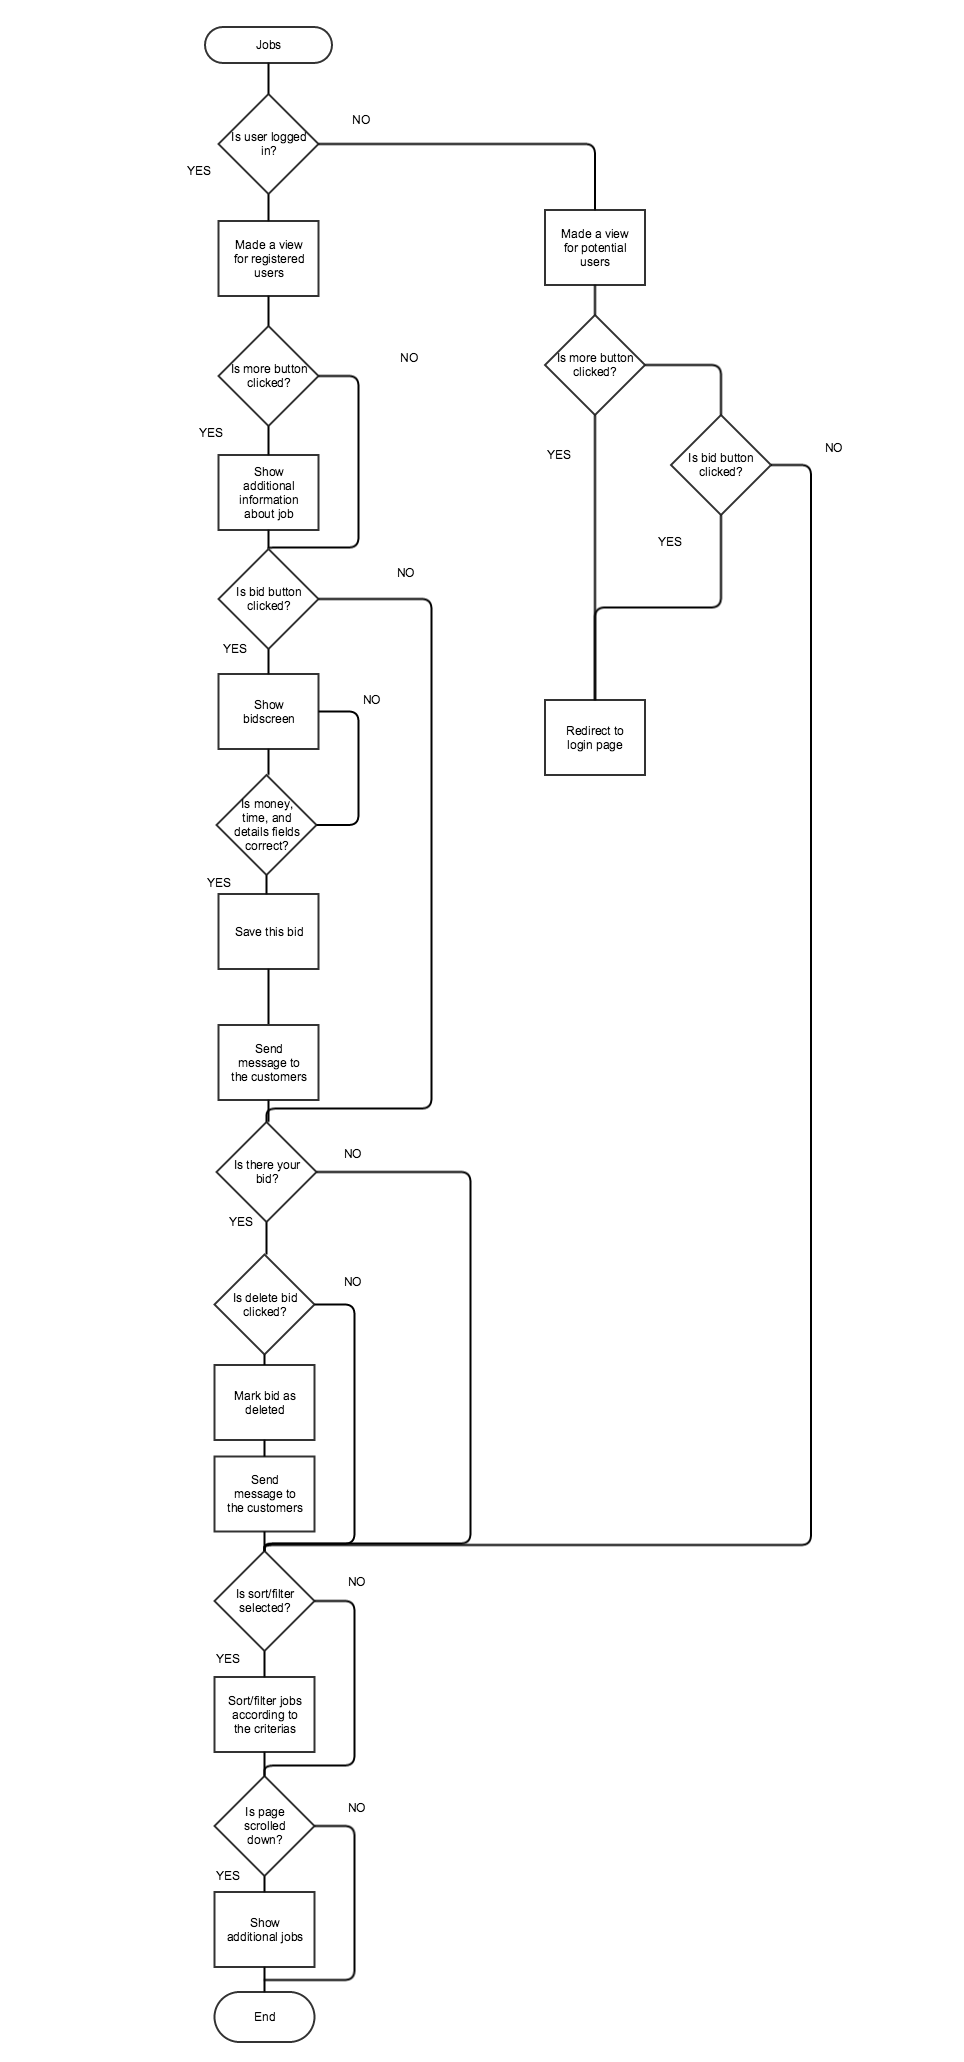 Jobs
Is user logged
in?
NO
YES
Made a view
for registered
users
Made a view
for potential
users
Is more button
clicked?
NO
YES
Is more button
clicked?
YES
Is bid button
clicked?
NO
YES
Show
additional
information
about job
Is bid button
clicked?
NO
YES
Show
bidscreen
NO
Redirect to
login page
Is money,
time, and
details fields
correct?
YES
Save this bid
Send
message to
the customers
Is there your
bid?
NO
YES
Is delete bid
clicked?
NO
Mark bid as
deleted
Send
message to
the customers
Is sort/filter
selected?
NO
YES
Sort/filter jobs
according to
the criterias
Is page
scrolled
down?
NO
YES
Show
additional jobs
End